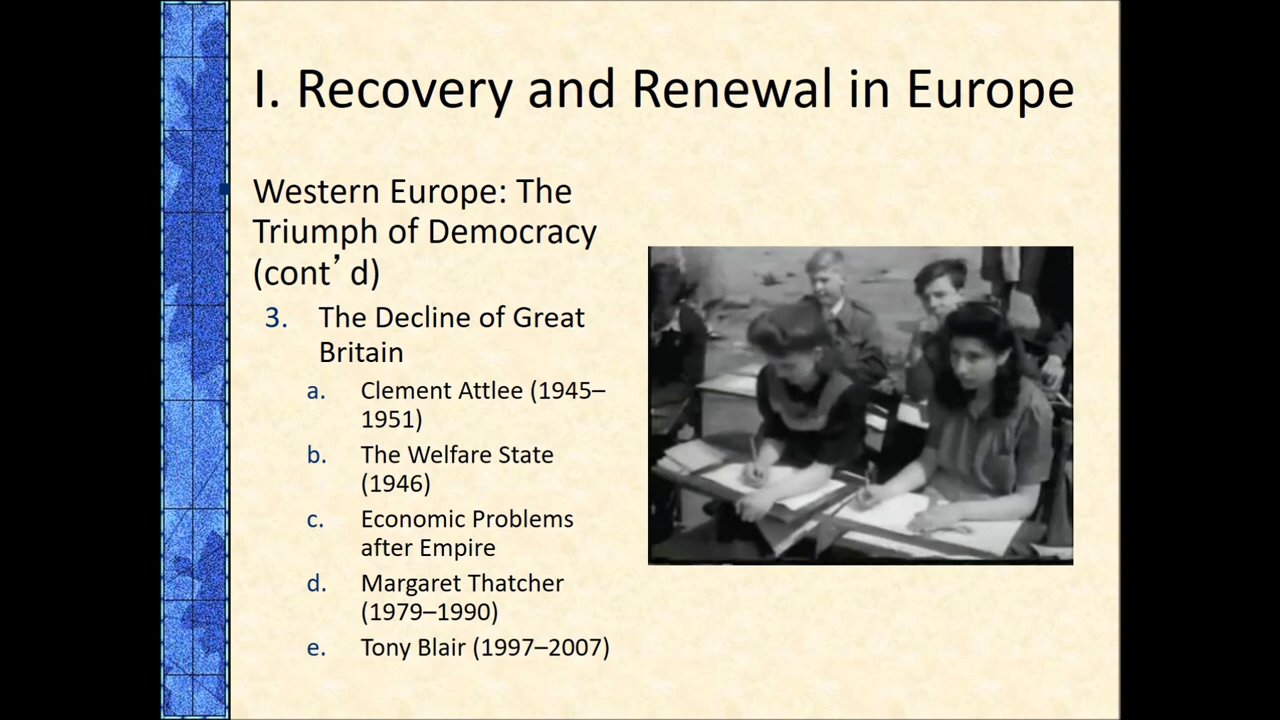 I. Recovery and Renewal in Europe
Western Europe: The
Triumph of Democracy
(cont’d)
3. The Decline of Great
Britain
a. Clement Attlee (1945–
1951)
b. The Welfare State
(1946)
c. Economic Problems
after Empire
d. Margaret Thatcher
(1979–1990)
e. Tony Blair (1997–2007)